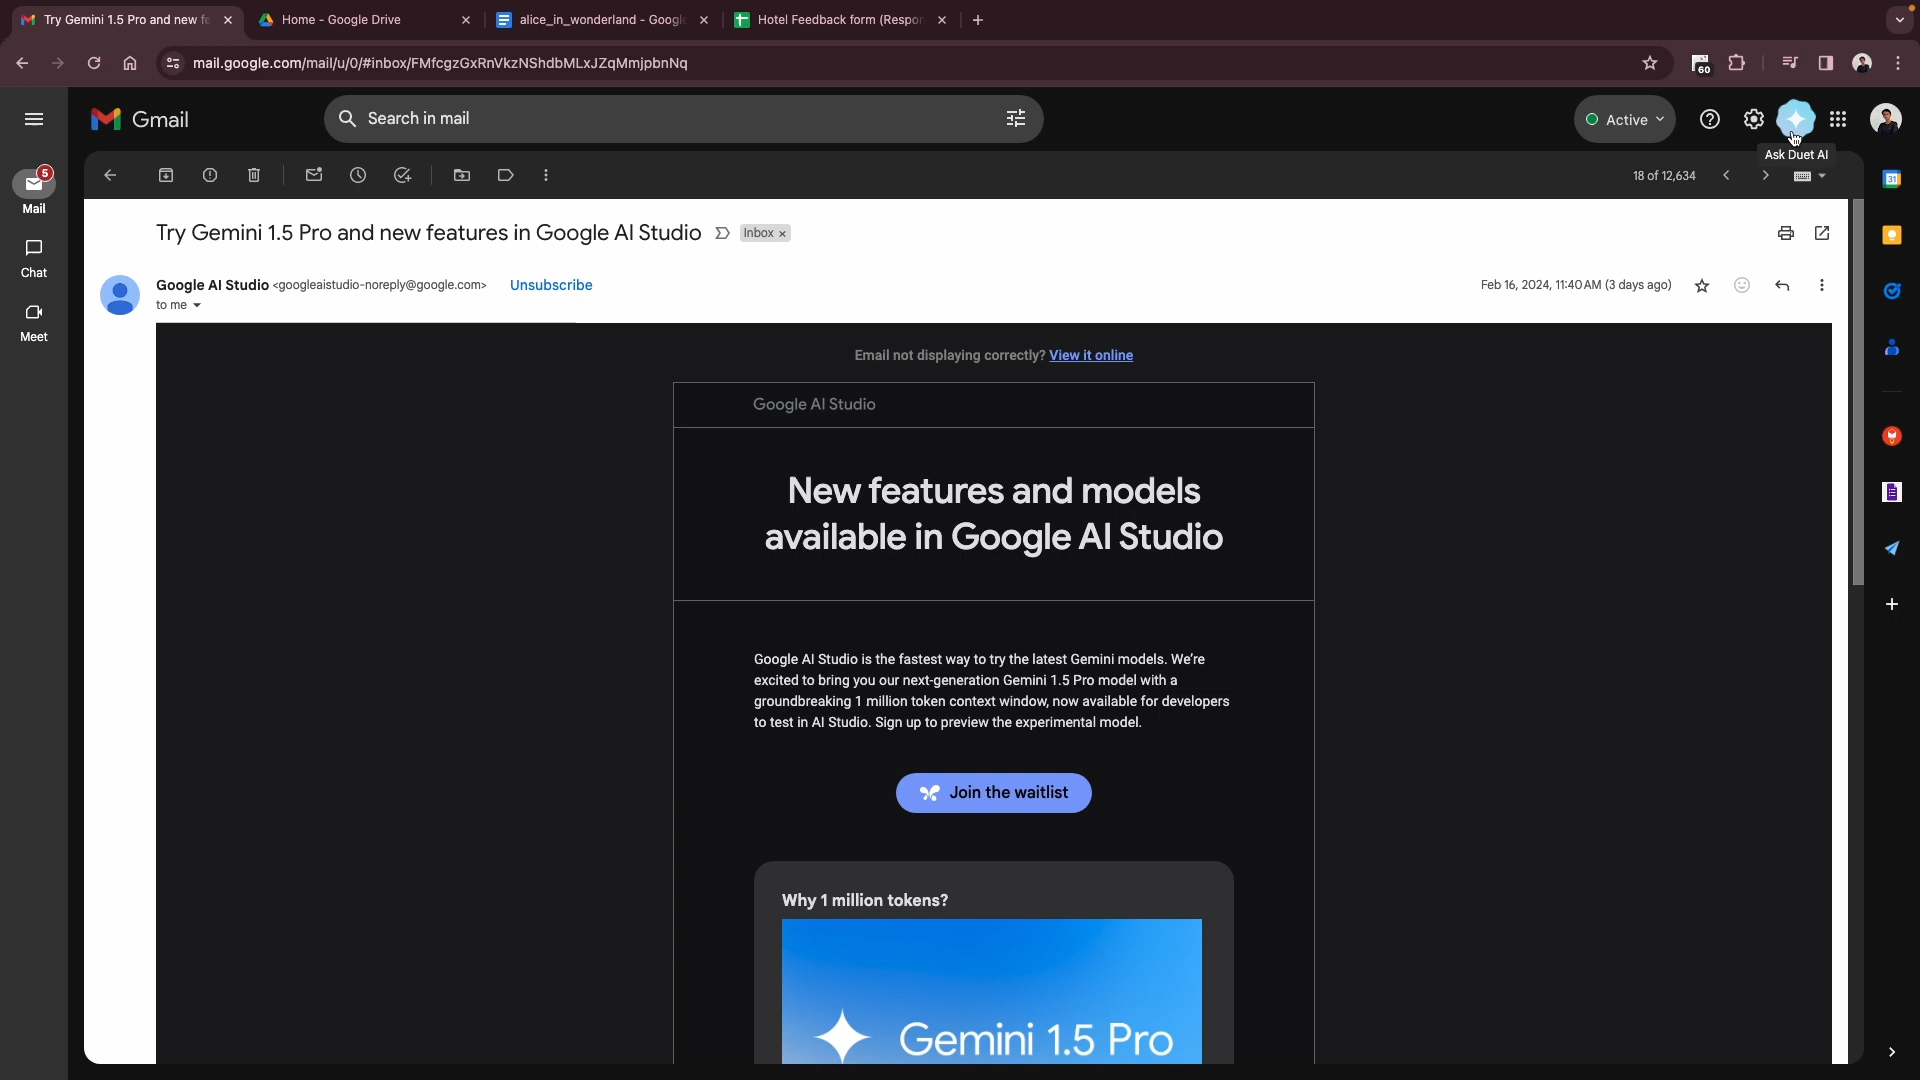 Try Gemini 1.5 Pro and new fe
Home - Google Drive
alice_in_wonderland - Google
Hotel Feedback form (Respon
mail.google.com/mail/u/0/#inbox/FMfcgzGxRnVkzNShdbMLxJZqMmjpbnNq
60
Gmail
Search in mail
Active
Ask Duet AI
5
Mail
Chat
Meet
18 of 12,634
31
Try Gemini 1.5 Pro and new features in Google AI Studio
Inbox x
Google AI Studio <googleaistudio-noreply@google.com> Unsubscribe
Feb 16, 2024, 11:40 AM (3 days ago)
to me
Email not displaying correctly? View it online
Google AI Studio
New features and models
available in Google AI Studio
Google AI Studio is the fastest way to try the latest Gemini models. We're
excited to bring you our next-generation Gemini 1.5 Pro model with a
groundbreaking 1 million token context window, now available for developers
to test in AI Studio. Sign up to preview the experimental model.
Join the waitlist
Why 1 million tokens?
Gemini 1.5 Pro